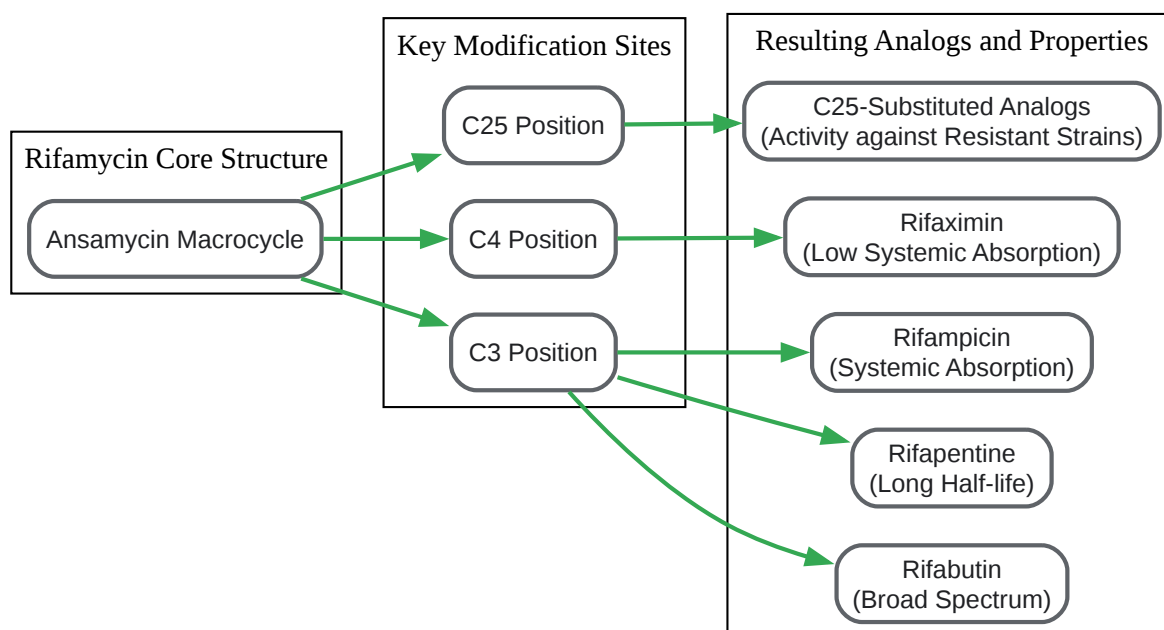 Rifamycin Core Structure
Ansamycin Macrocycle
Key Modification Sites
C25 Position
C4 Position
C3 Position
Resulting Analogs and Properties
C25-Substituted Analogs
(Activity against Resistant Strains)
Rifaximin
(Low Systemic Absorption)
Rifampicin
(Systemic Absorption)
Rifapentine
(Long Half-life)
Rifabutin
(Broad Spectrum)